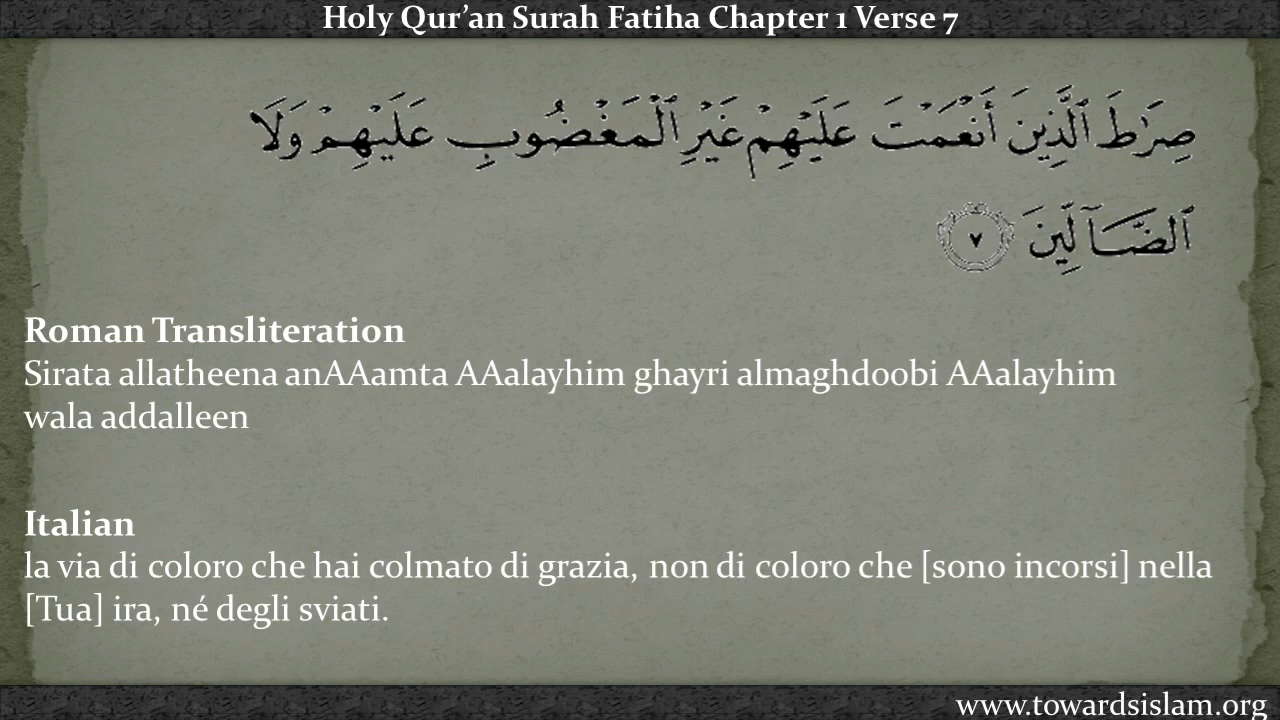 Holy Qur’an Surah Fatiha Chapter 1 Verse 7
صِرَٰطَ ٱلَّذِينَ أَنْعَمْتَ عَلَيْهِمْ غَيْرِ ٱلْمَغْضُوبِ عَلَيْهِمْ وَلَا
ٱلضَّآلِّينَ ٧
Roman Transliteration
Sirata allatheena anAAamta AAalayhim ghayri almaghdoobi AAalayhim
wala addalleen
Italian
la via di coloro che hai colmato di grazia, non di coloro che [sono incorsi] nella
[Tua] ira, né degli sviati.
www.towardsislam.org